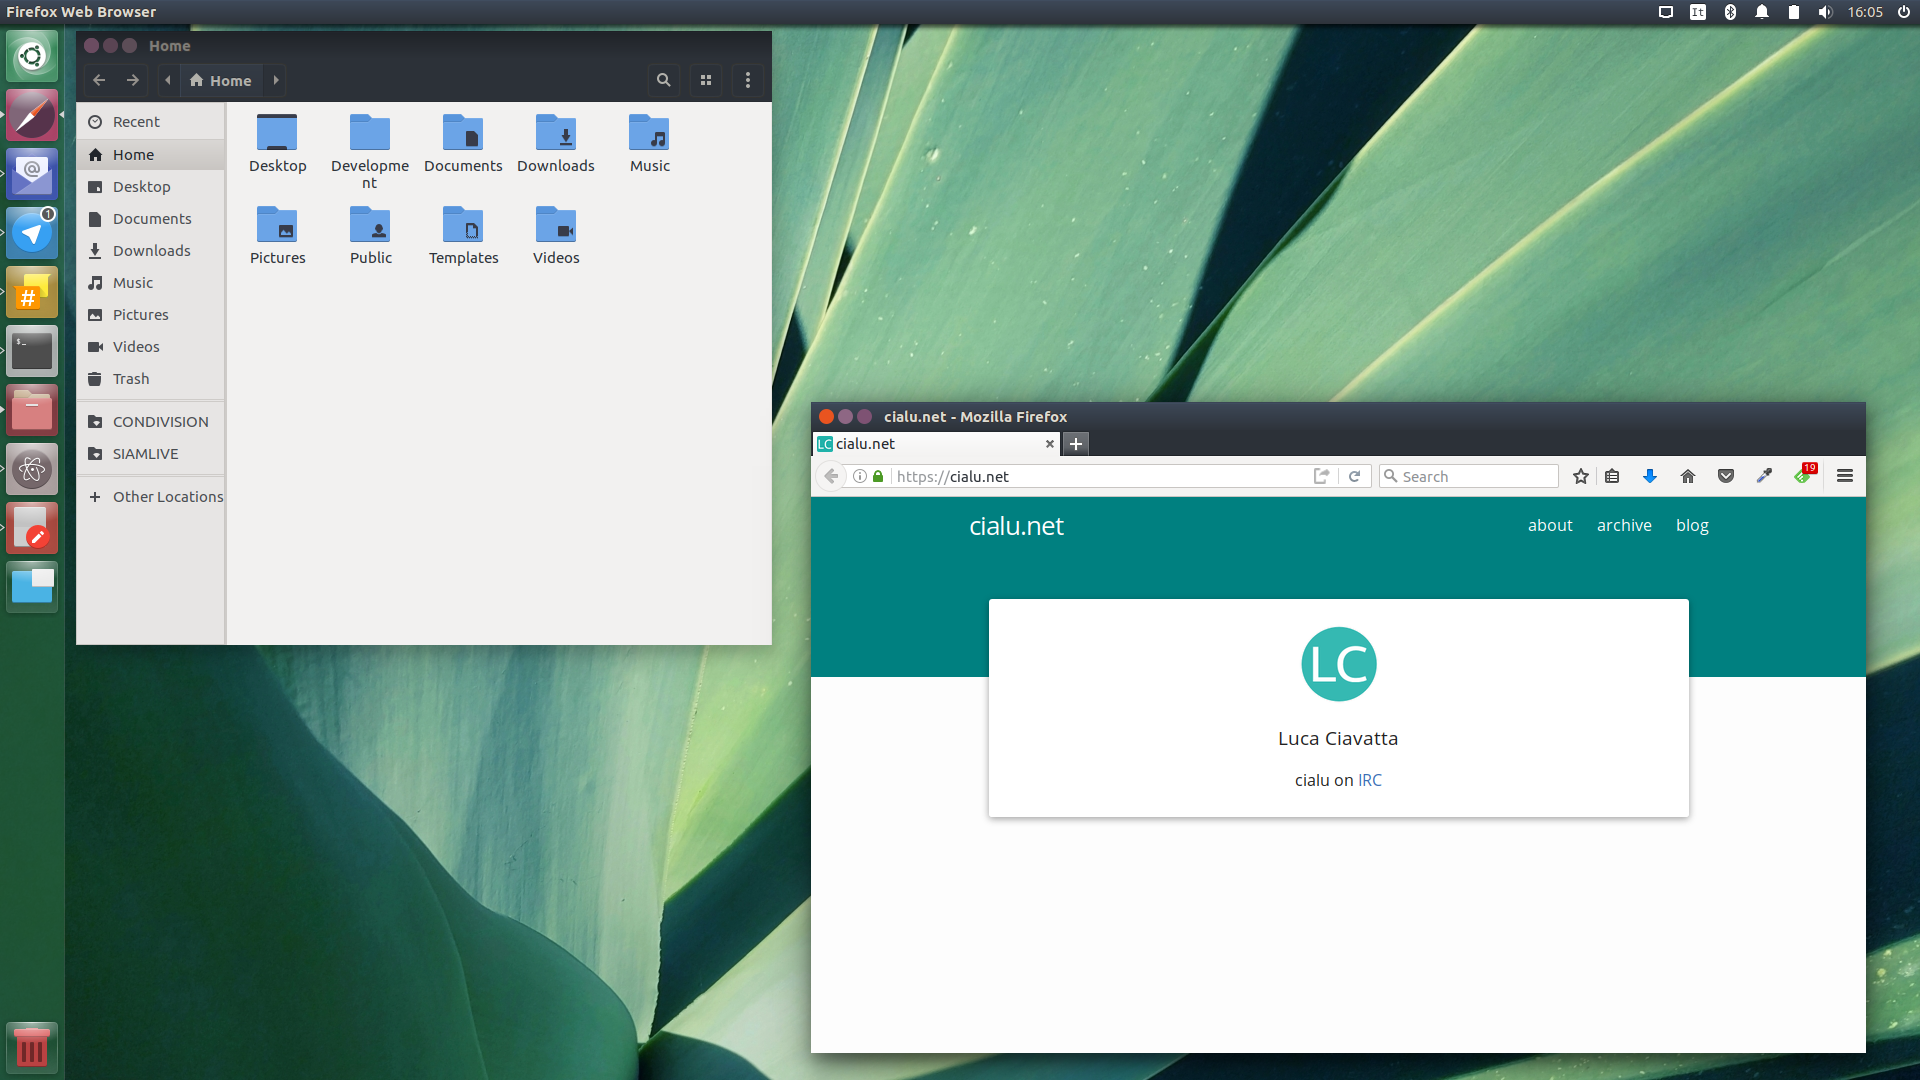 Firefox Web Browser
It
16:05
1
#
$_
Home
Home
Recent
Home
Desktop
Documents
Downloads
Music
Pictures
Videos
Trash
CONDIVISION
SIAMLIVE
Other Locations
Desktop
Developme
nt
Documents
Downloads
Music
Pictures
Public
Templates
Videos
cialu.net - Mozilla Firefox
LC cialu.net
https://cialu.net
Search
19
cialu.net
about
archive
blog
LC
Luca Ciavatta
cialu on IRC